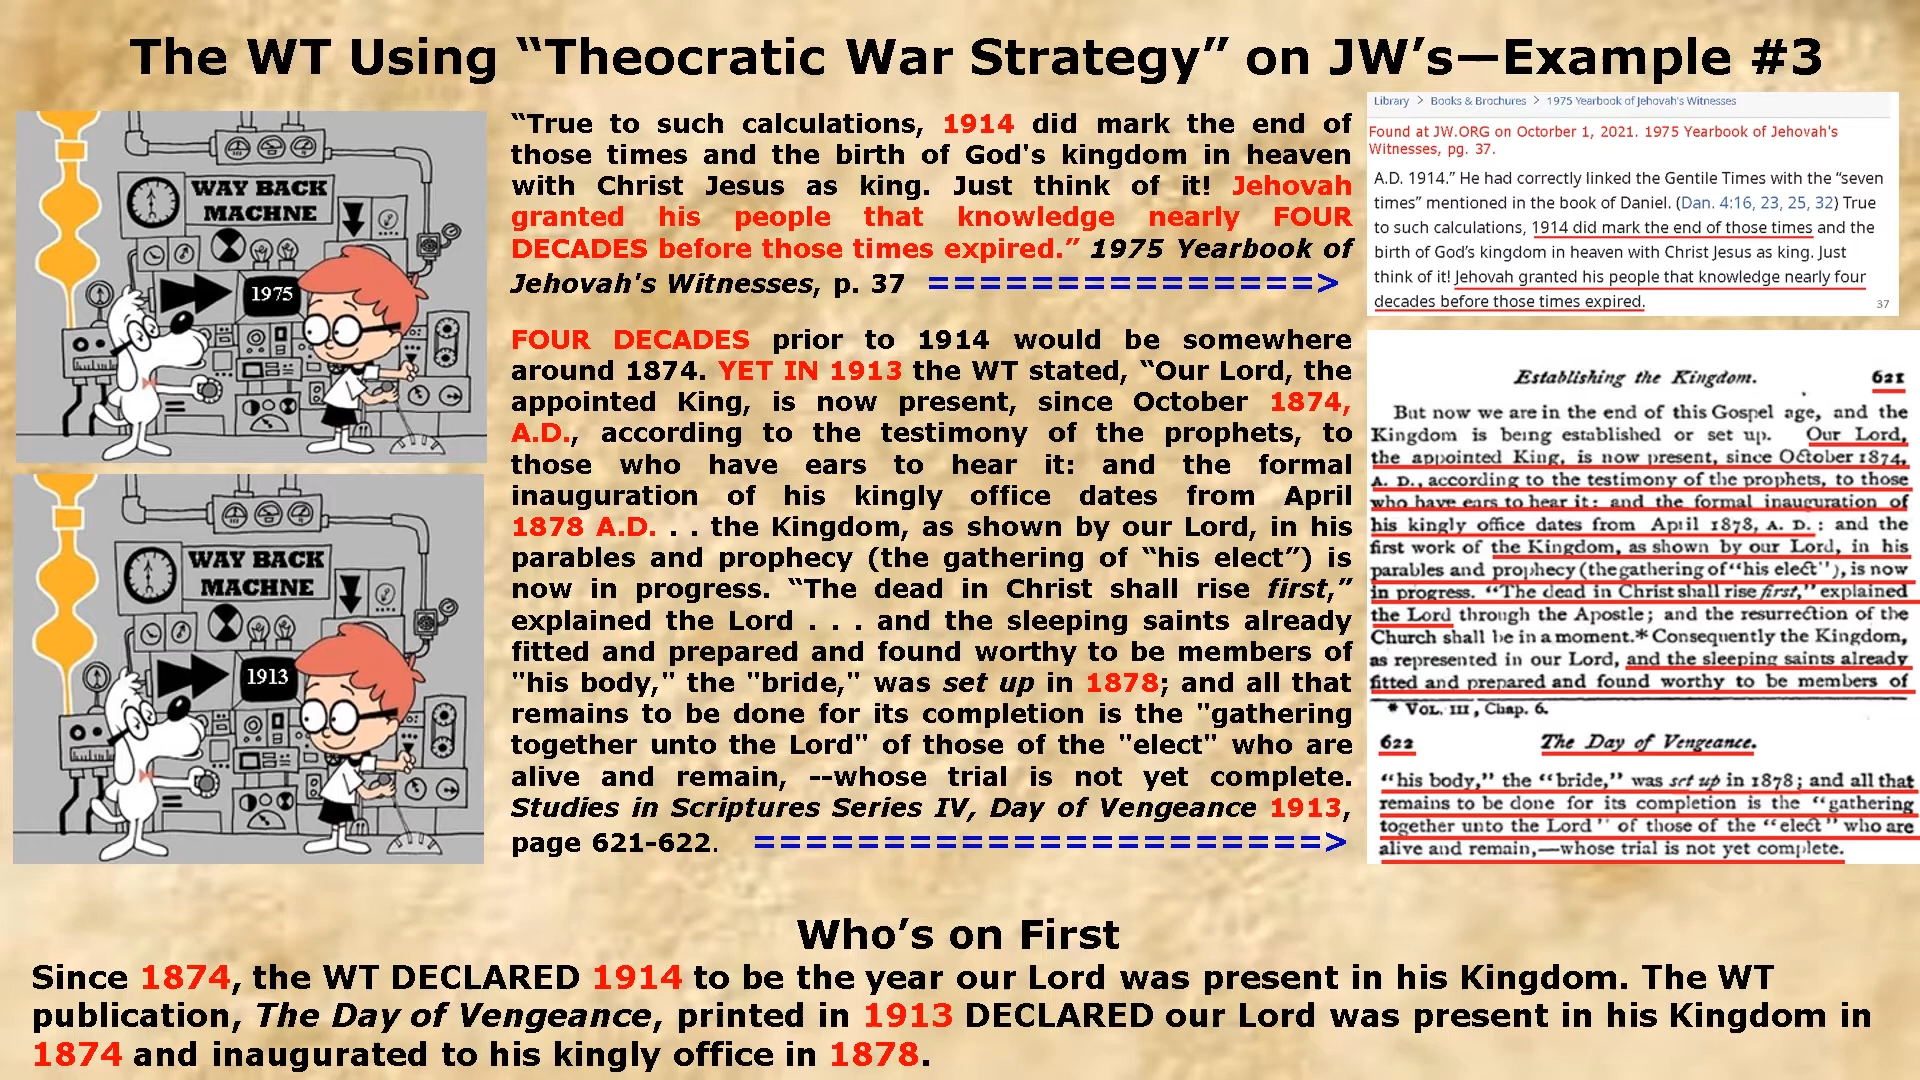 The WT Using “Theocratic War Strategy” on JW’s—Example #3
WAY BACK
MACHNE
1975
WAY BACK
MACHNE
1913
“True to such calculations, 1914 did mark the end of
those times and the birth of God's kingdom in heaven
with Christ Jesus as king. Just think of it! Jehovah
granted his people that knowledge nearly FOUR
DECADES before those times expired.” 1975 Yearbook of
Jehovah's Witnesses, p. 37 ===============>
FOUR DECADES prior to 1914 would be somewhere
around 1874. YET IN 1913 the WT stated, “Our Lord, the
appointed King, is now present, since October 1874,
A.D., according to the testimony of the prophets, to
those who have ears to hear it: and the formal
inauguration of his kingly office dates from April
1878 A.D. . . the Kingdom, as shown by our Lord, in his
parables and prophecy (the gathering of “his elect”) is
now in progress. “The dead in Christ shall rise first,”
explained the Lord . . . and the sleeping saints already
fitted and prepared and found worthy to be members of
"his body," the "bride," was set up in 1878; and all that
remains to be done for its completion is the "gathering
together unto the Lord" of those of the "elect" who are
alive and remain, --whose trial is not yet complete.
Studies in Scriptures Series IV, Day of Vengeance 1913,
page 621-622. ======================>
Library > Books & Brochures > 1975 Yearbook of Jehovah's Witnesses
Found at JW.ORG on Octorber 1, 2021. 1975 Yearbook of Jehovah's
Witnesses, pg. 37.
A.D. 1914.” He had correctly linked the Gentile Times with the “seven
times” mentioned in the book of Daniel. (Dan. 4:16, 23, 25, 32) True
to such calculations, 1914 did mark the end of those times and the
birth of God’s kingdom in heaven with Christ Jesus as king. Just
think of it! Jehovah granted his people that knowledge nearly four
decades before those times expired.
37
Establishing the Kingdom. 621
But now we are in the end of this Gospel age, and the
Kingdom is being established or set up. Our Lord,
the appointed King, is now present, since October 1874,
A. D., according to the testimony of the prophets, to those
who have ears to hear it: and the formal inauguration of
his kingly office dates from April 1878, A. D.: and the
first work of the Kingdom, as shown by our Lord, in his
parables and prophecy (the gathering of “his elect”), is now
in progress. “The dead in Christ shall rise first,” explained
the Lord through the Apostle; and the resurrection of the
Church shall be in a moment.* Consequently the Kingdom,
as represented in our Lord, and the sleeping saints already
fitted and prepared and found worthy to be members of
* VOL. III, Chap. 6.
622 The Day of Vengeance.
“his body,” the “bride,” was set up in 1878; and all that
remains to be done for its completion is the “gathering
together unto the Lord” of those of the “elect” who are
alive and remain,—whose trial is not yet complete.
Who’s on First
Since 1874, the WT DECLARED 1914 to be the year our Lord was present in his Kingdom. The WT
publication, The Day of Vengeance, printed in 1913 DECLARED our Lord was present in his Kingdom in
1874 and inaugurated to his kingly office in 1878.